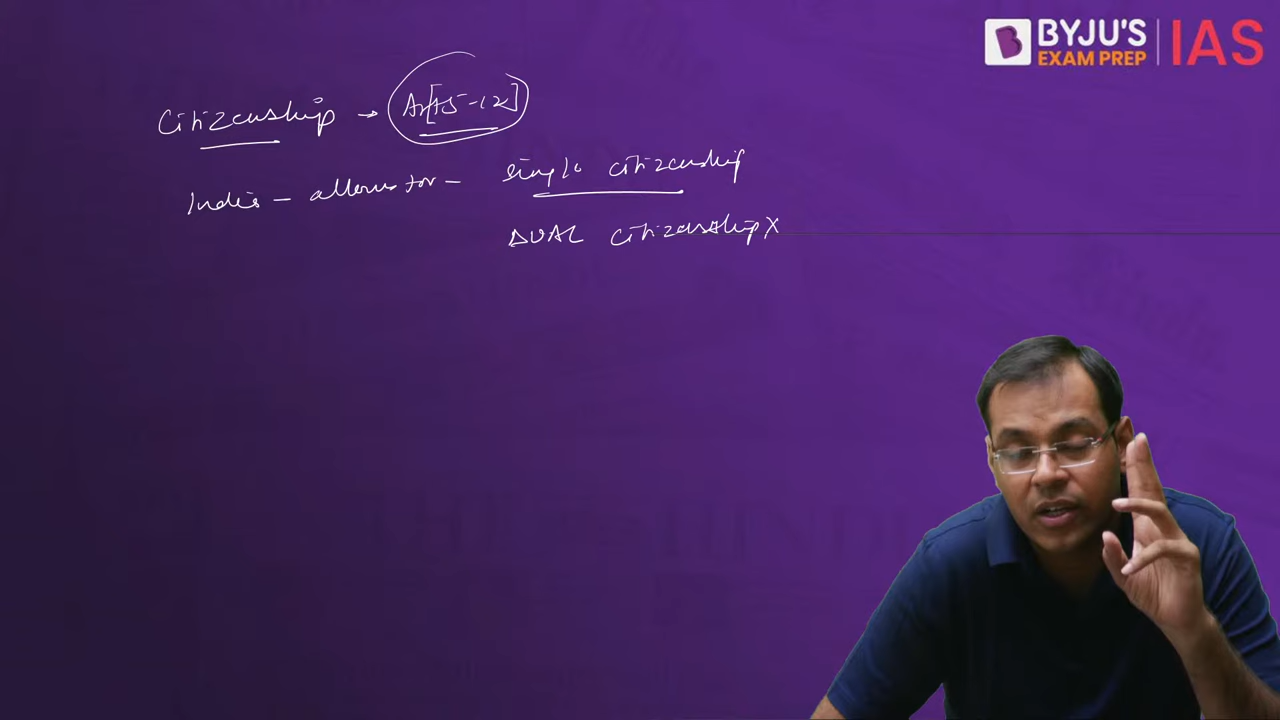 BYJU'S IAS
EXAM PREP
Citizenship → Art[5-12]
India - allows for - single citizenship
DUAL citizenship X